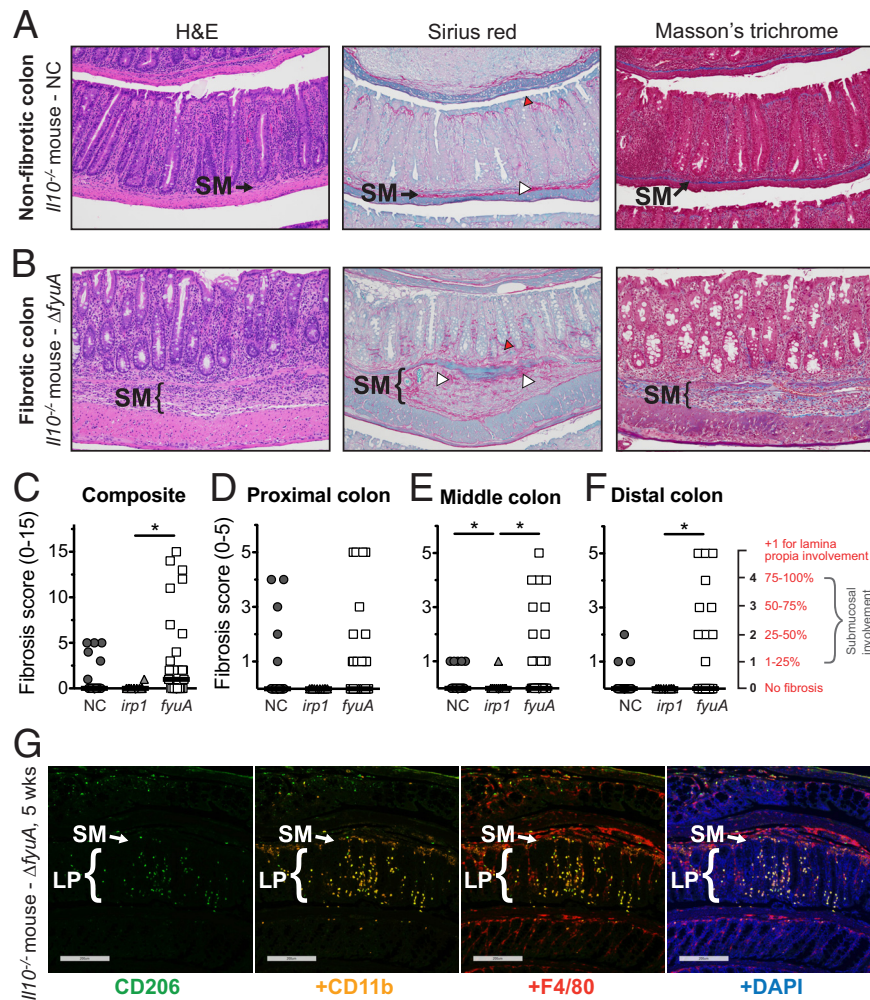 A
H&E
Sirius red
Masson's trichrome
Non-fibrotic colon
Il10-/- mouse - NC
SM
SM
SM
B
Fibrotic colon
Il10-/- mouse - ΔfyuA
SM
SM
SM
C Composite
D Proximal colon
E Middle colon
F Distal colon
Fibrosis score (0-15)
15
10
5
0
*
NC irp1 fyuA
Fibrosis score (0-5)
5
3
1
NC irp1 fyuA
5
3
1
* *
NC irp1 fyuA
5
3
1
*
NC irp1 fyuA
+1 for lamina
propia involvement
4 75-100%
3 50-75%
2 25-50%
1 1-25%
0 No fibrosis
Submucosal
involvement
G
Il10-/- mouse - ΔfyuA, 5 wks
SM
LP
SM
LP
SM
LP
SM
LP
CD206
+CD11b
+F4/80
+DAPI